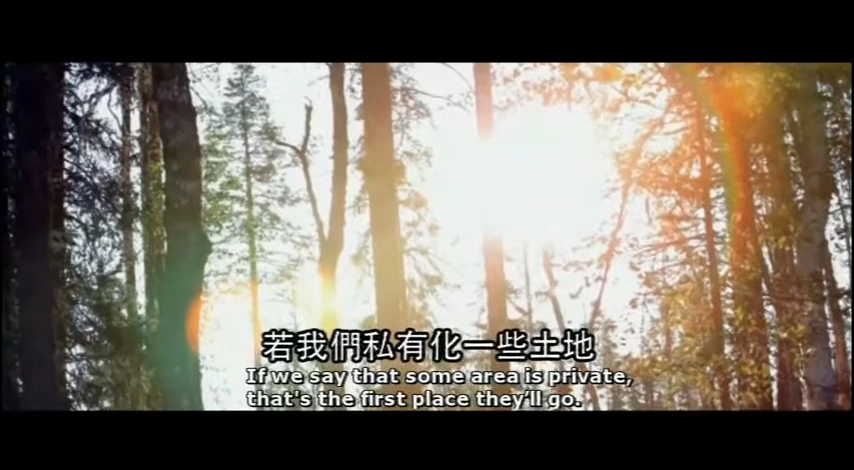 若我們私有化一些土地
If we say that some area is private,
that's the first place they'll go.